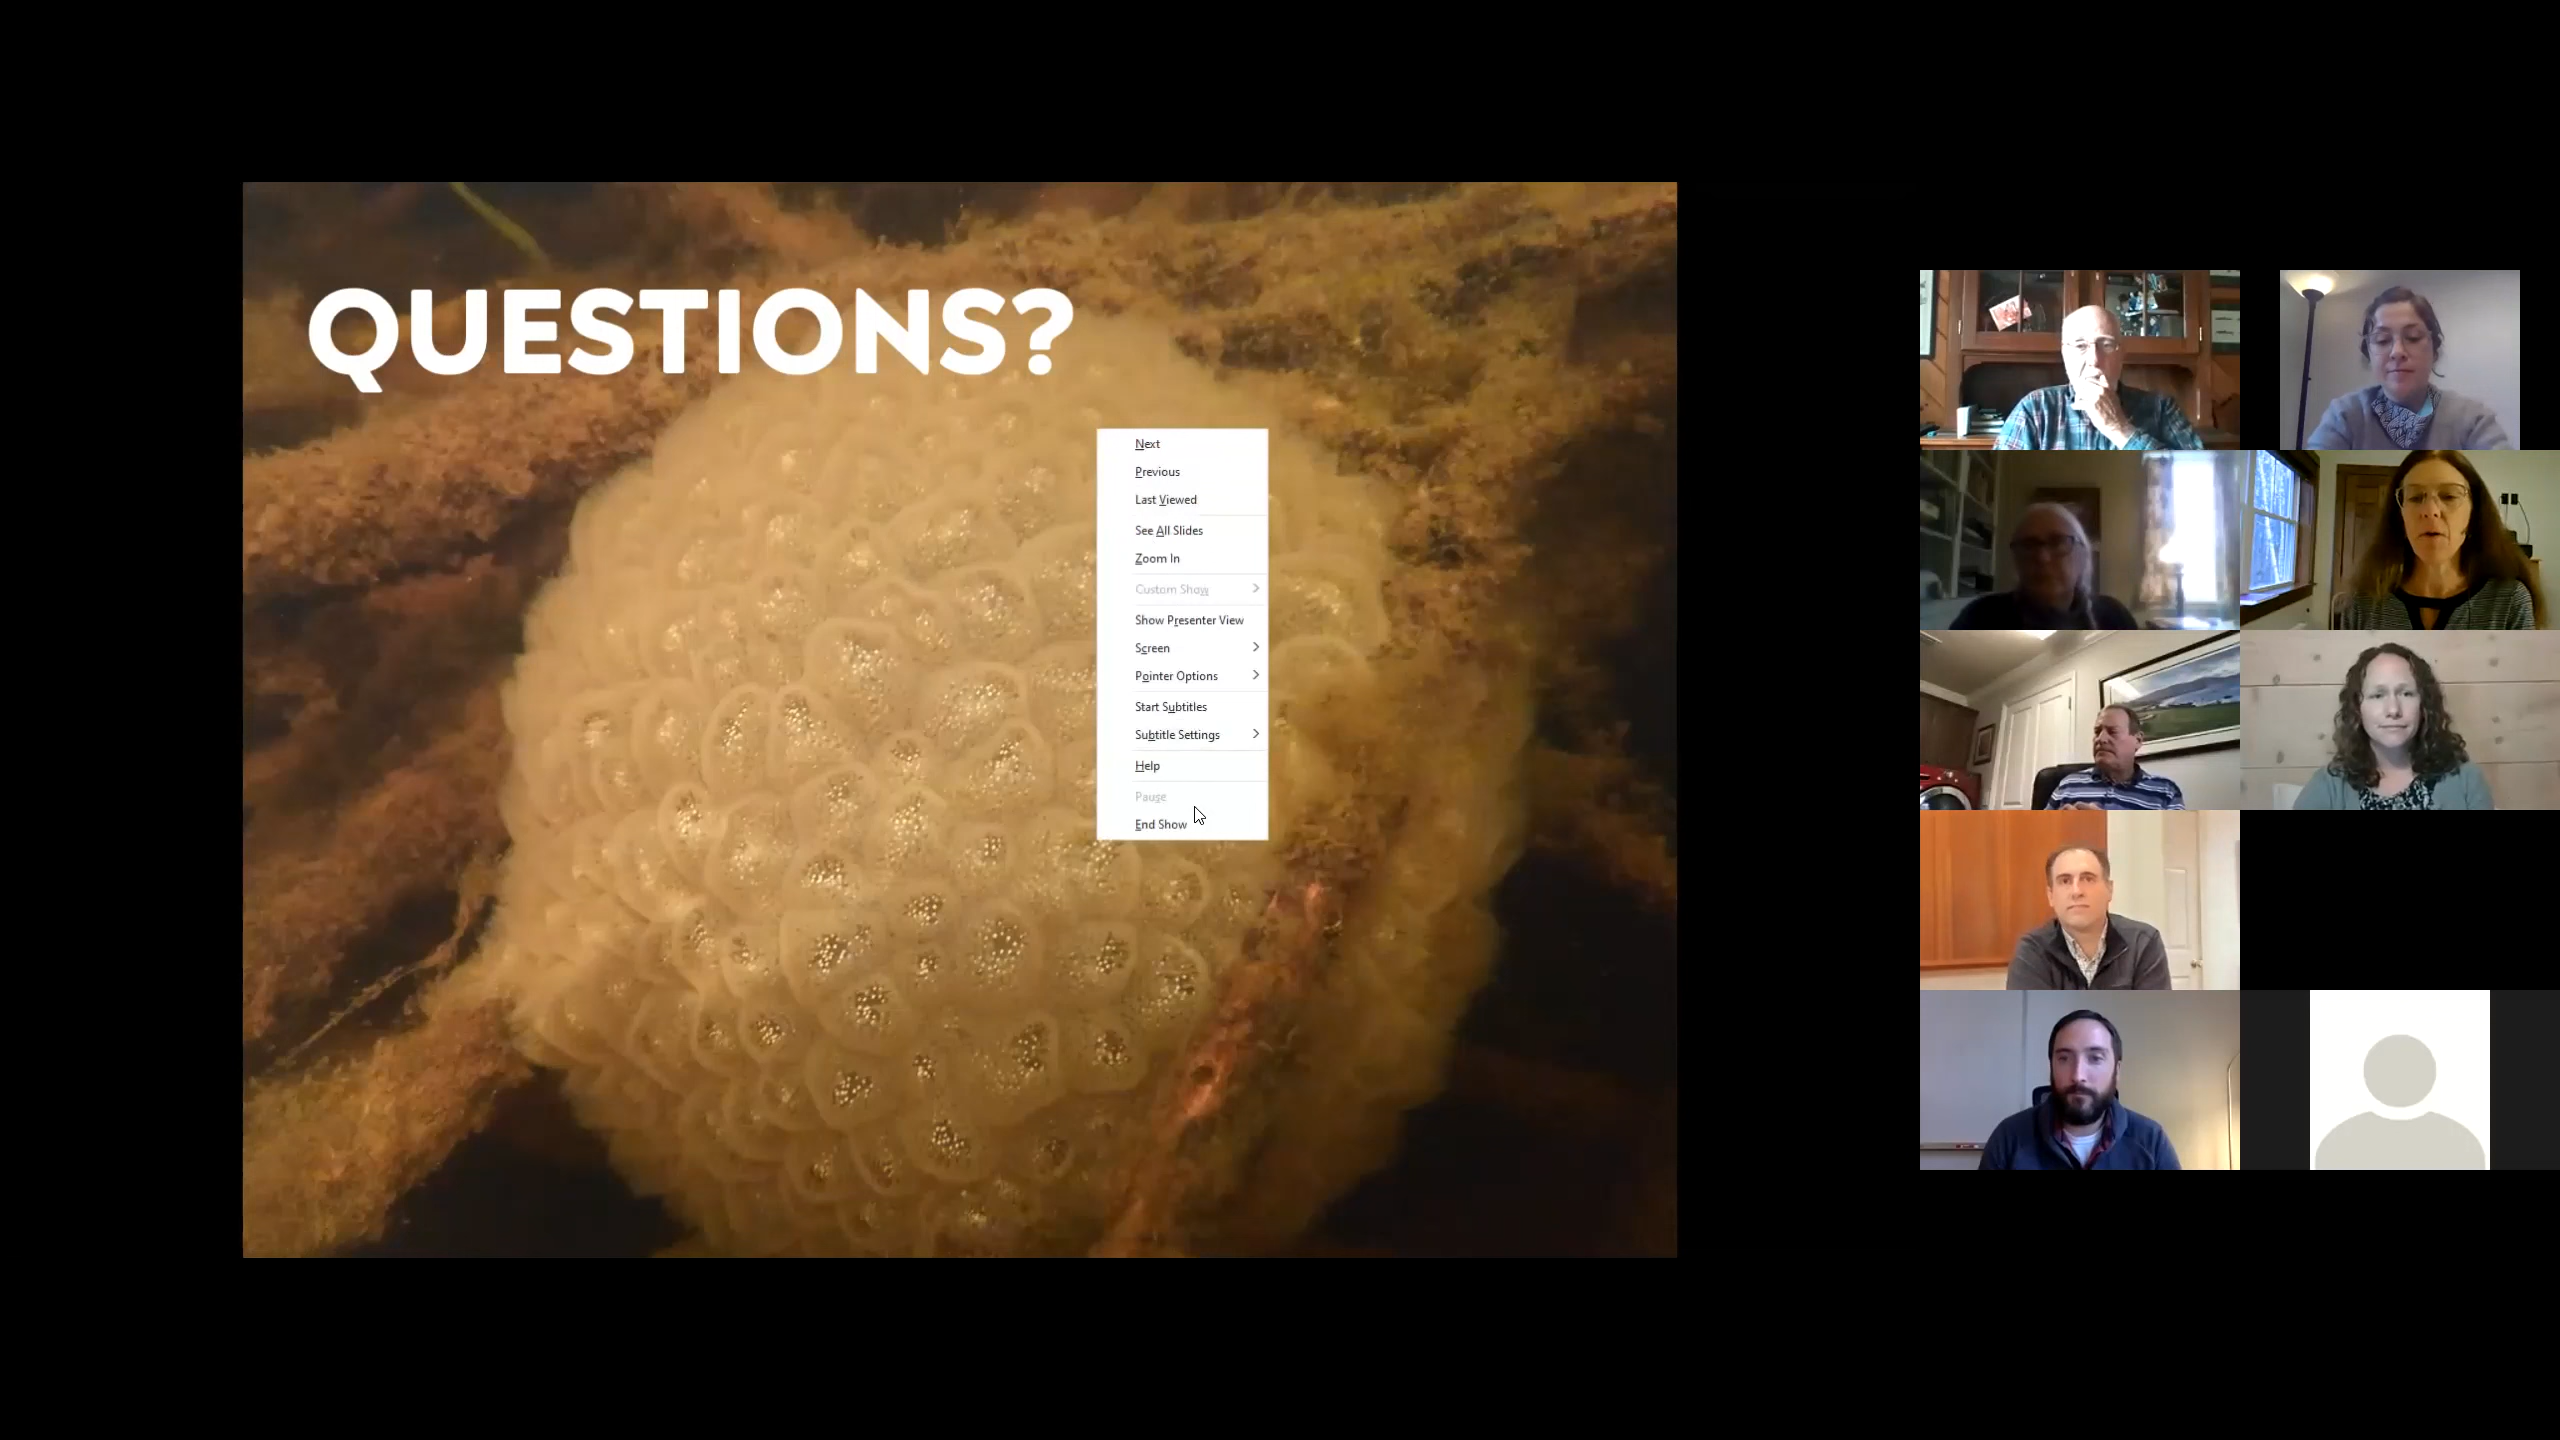 QUESTIONS?
Next
Previous
Last Viewed
See All Slides
Zoom In
Custom Show
Show Presenter View
Screen
Pointer Options
Start Subtitles
Subtitle Settings
Help
Pause
End Show